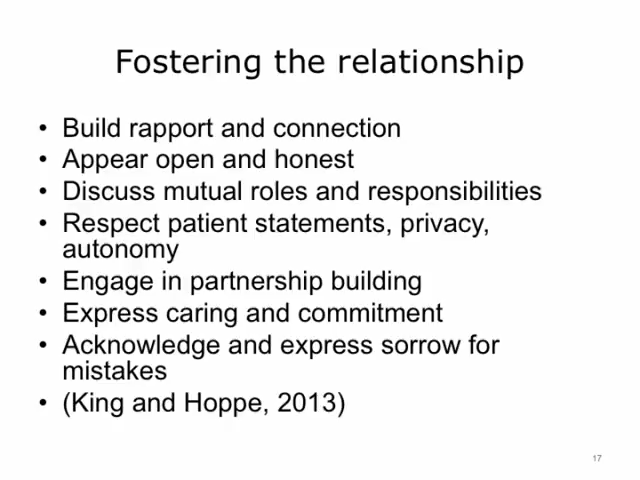 Fostering the relationship
• Build rapport and connection
• Appear open and honest
• Discuss mutual roles and responsibilities
• Respect patient statements, privacy,
autonomy
• Engage in partnership building
• Express caring and commitment
• Acknowledge and express sorrow for
mistakes
• (King and Hoppe, 2013)
17